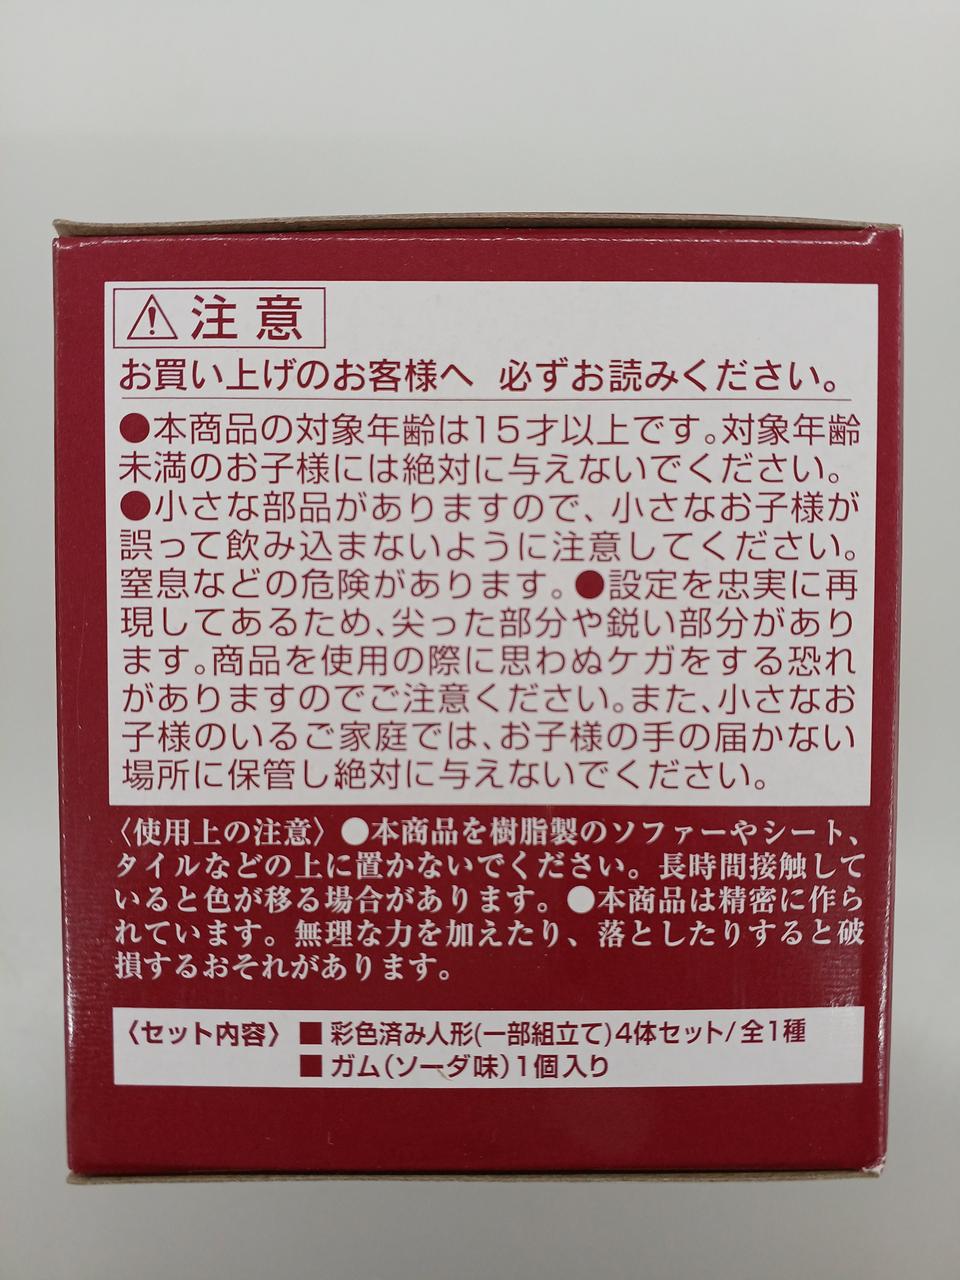 ⚠注意
お買い上げのお客様へ 必ずお読みください。
●本商品の対象年齢は15才以上です。対象年齢
未満のお子様には絶対に与えないでください。
●小さな部品がありますので、小さなお子様が
誤って飲み込まないように注意してください。
窒息などの危険があります。●設定を忠実に再
現してあるため、尖った部分や鋭い部分があり
ます。商品を使用の際に思わぬケガをする恐れ
がありますのでご注意ください。また、小さなお
子様のいるご家庭では、お子様の手の届かない
場所に保管し絶対に与えないでください。
〈使用上の注意〉●本商品を樹脂製のソファーやシート、
タイルなどの上に置かないでください。長時間接触して
いると色が移る場合があります。●本商品は精密に作ら
れています。無理な力を加えたり、落としたりすると破
損するおそれがあります。
〈セット内容〉■彩色済み人形(一部組立て)4体セット/全1種
■ガム(ソーダ味)1個入り